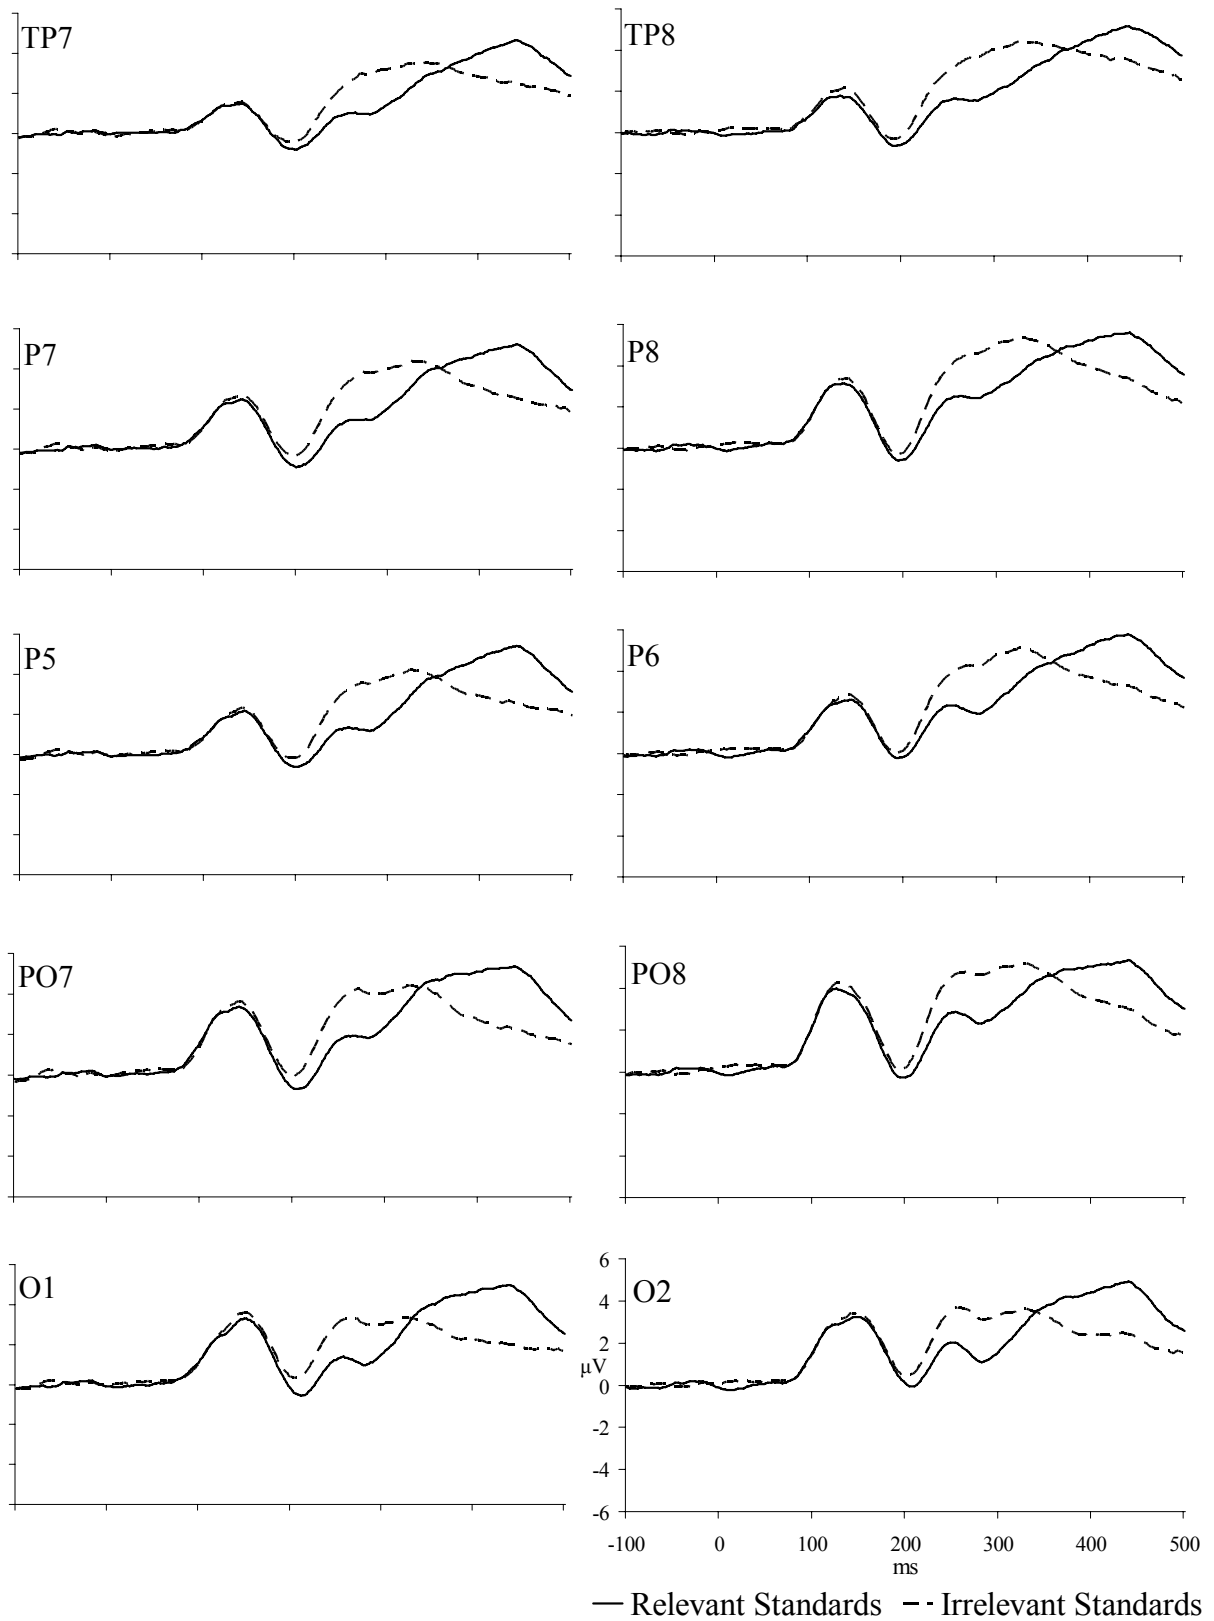 TP7 TP8
P7 P8
P5 P6
PO7 PO8
O1 O2
6
4
2
µV
0
-2
-4
-6
-100 0 100 200 300 400 500
ms
Relevant Standards Irrelevant Standards